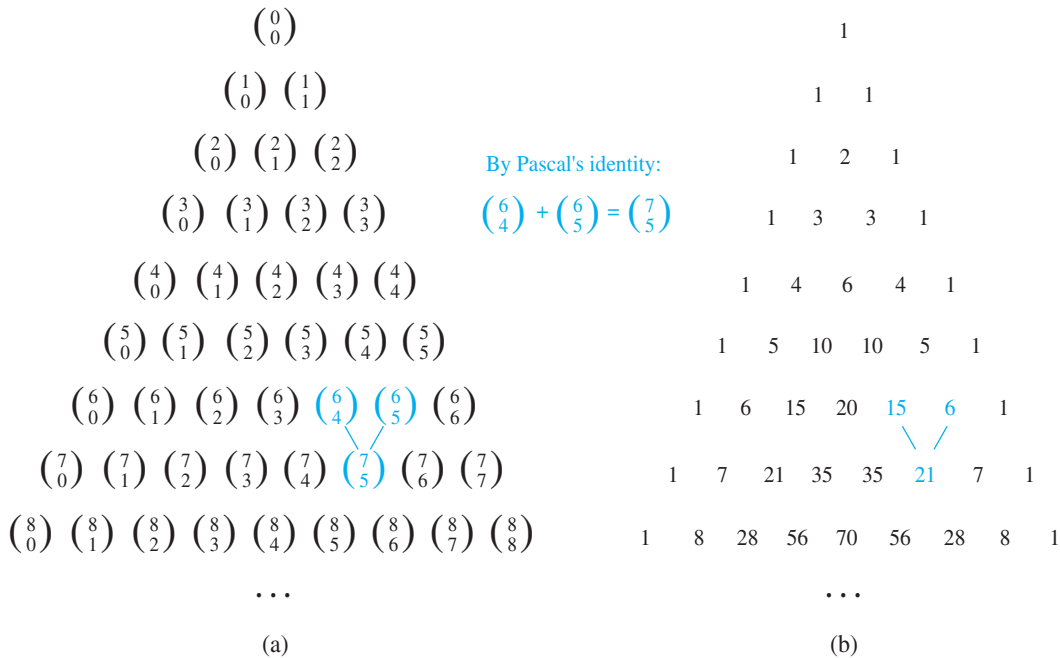 (0 0)
(1 0) (1 1)
(2 0) (2 1) (2 2)
(3 0) (3 1) (3 2) (3 3)
(4 0) (4 1) (4 2) (4 3) (4 4)
(5 0) (5 1) (5 2) (5 3) (5 4) (5 5)
(6 0) (6 1) (6 2) (6 3) (6 4) (6 5) (6 6)
(7 0) (7 1) (7 2) (7 3) (7 4) (7 5) (7 6) (7 7)
(8 0) (8 1) (8 2) (8 3) (8 4) (8 5) (8 6) (8 7) (8 8)
...
(a)
By Pascal's identity:
(6 4) + (6 5) = (7 5)
1
1 1
1 2 1
1 3 3 1
1 4 6 4 1
1 5 10 10 5 1
1 6 15 20 15 6 1
1 7 21 35 35 21 7 1
1 8 28 56 70 56 28 8 1
...
(b)